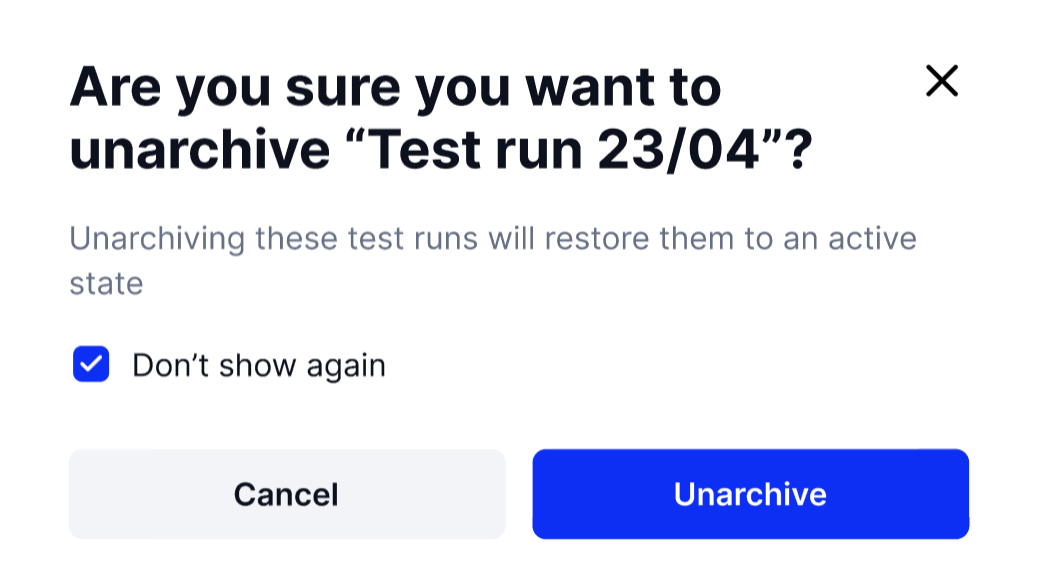 Are you sure you want to
unarchive “Test run 23/04”?
Unarchiving these test runs will restore them to an active
state
Don’t show again
Cancel
Unarchive